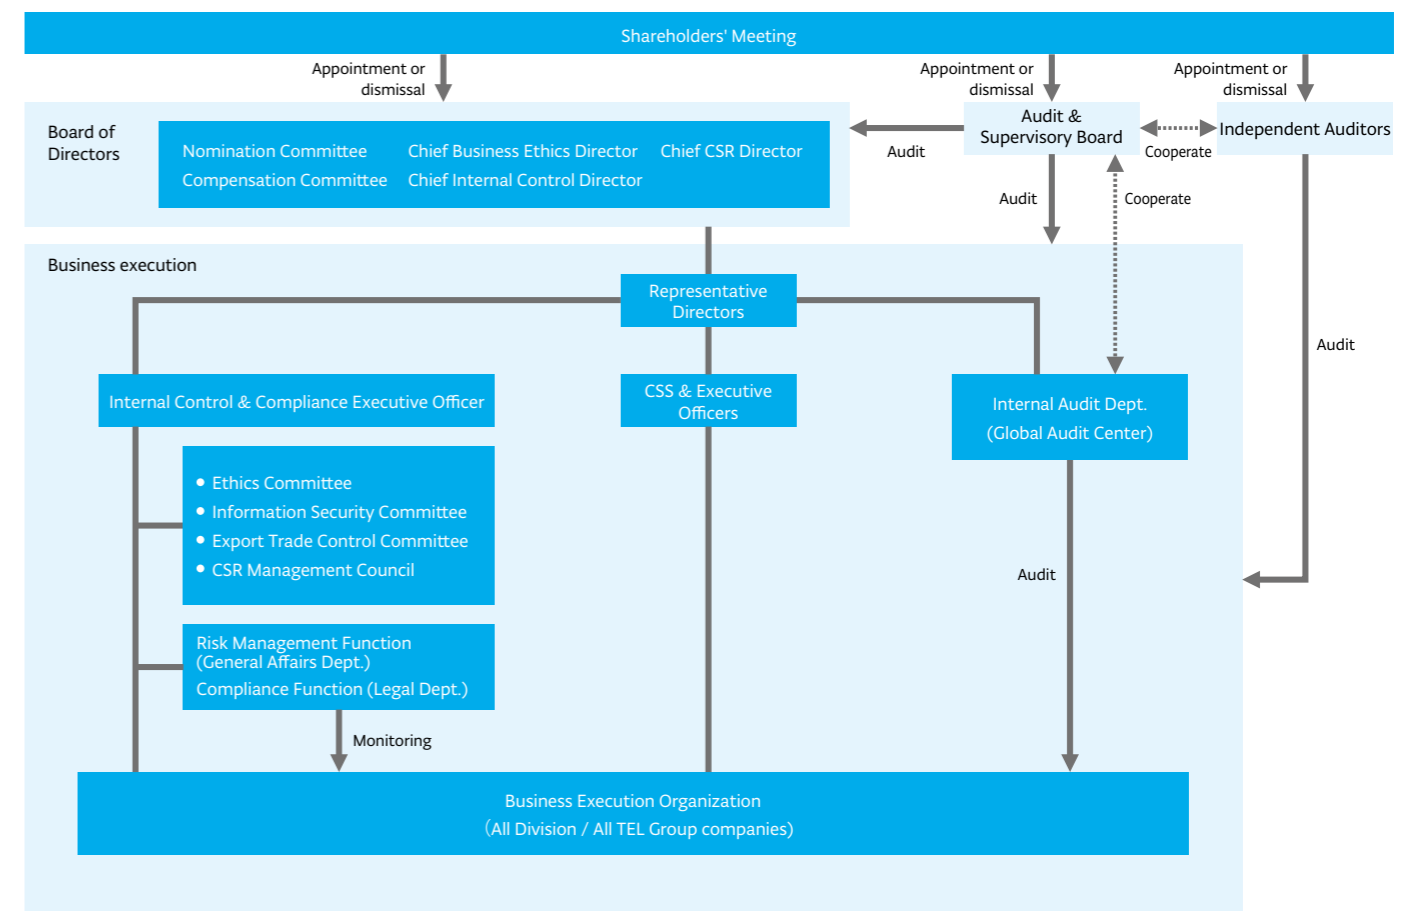 Shareholders' Meeting
Appointment or
dismissal
Appointment or
dismissal
Appointment or
dismissal
Board of
Directors
Nomination Committee
Chief Business Ethics Director
Chief CSR Director
Compensation Committee
Chief Internal Control Director
Audit
Audit &
Supervisory Board
Cooperate
Independent Auditors
Audit
Cooperate
Business execution
Representative
Directors
Audit
Internal Control & Compliance Executive Officer
CSS & Executive
Officers
Internal Audit Dept.
(Global Audit Center)
• Ethics Committee
• Information Security Committee
• Export Trade Control Committee
• CSR Management Council
Audit
Risk Management Function
(General Affairs Dept.)
Compliance Function (Legal Dept.)
Monitoring
Business Execution Organization
(All Division / All TEL Group companies)